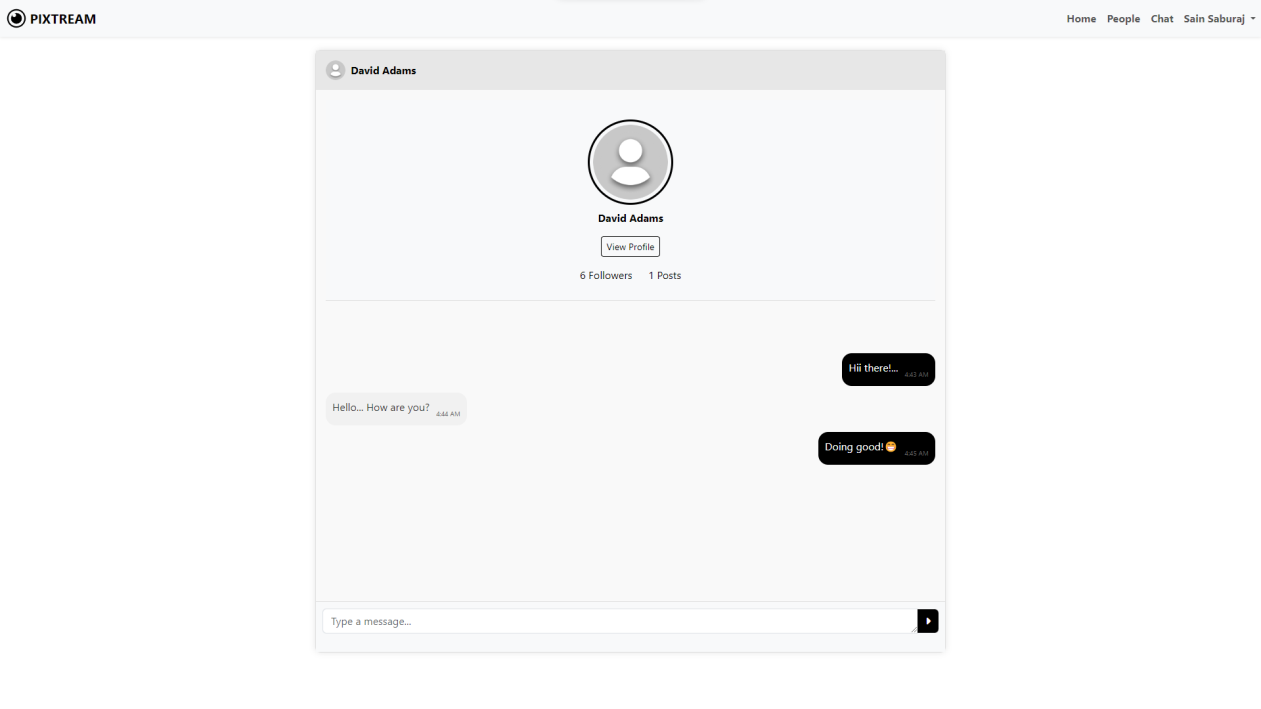 PIXTREAM
Home People Chat Sain Saburaj
David Adams
David Adams
View Profile
6 Followers 1 Posts
Hii there!... 4:43 AM
Hello... How are you? 4:44 AM
Doing good!😁 4:45 AM
Type a message...